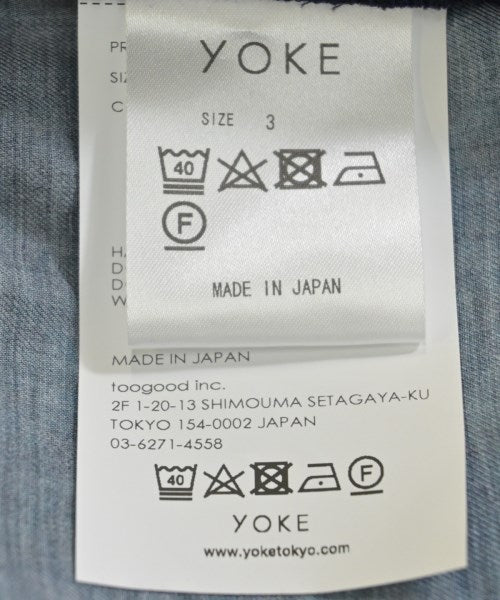 YOKE
SIZE 3
40
F
MADE IN JAPAN
MADE IN JAPAN
toogood inc.
2F 1-20-13 SHIMOUMA SETAGAYA-KU
TOKYO 154-0002 JAPAN
03-6271-4558
40 F
YOKE
www.yoketokyo.com